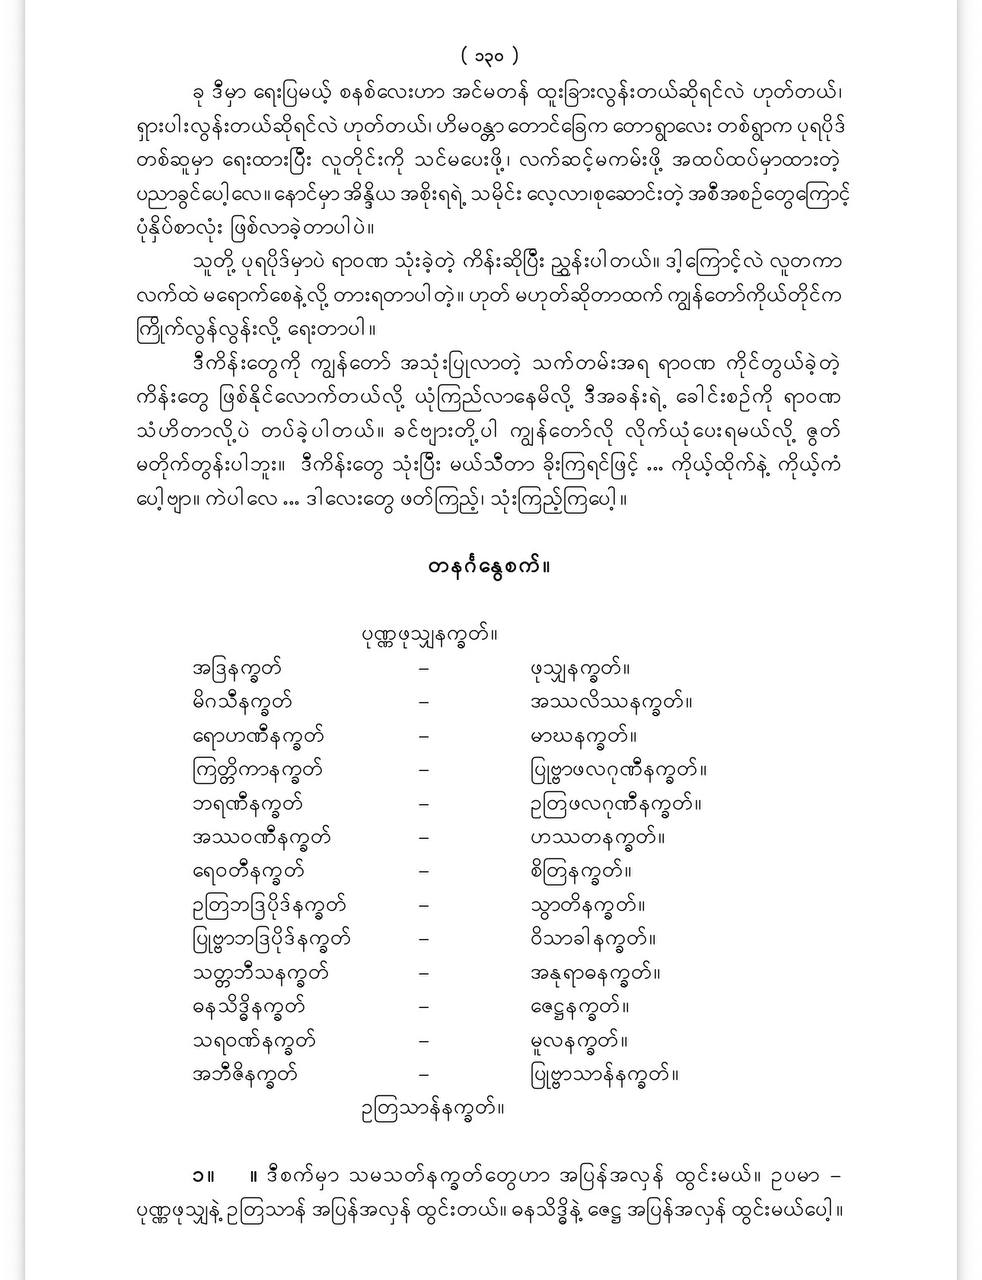 ( ၁၃၀ )
ခု ဒီမှာ ရေးပြမယ့် စနစ်လေးဟာ အင်မတန် ထူးခြားလွန်းတယ်ဆိုရင်လဲ ဟုတ်တယ်၊
ရှားပါးလွန်းတယ်ဆိုရင်လဲ ဟုတ်တယ်၊ ဟိမဝန္တာ တောင်ခြေက တောရွာလေး တစ်ရွာက ပုရပိုဒ်
တစ်ဆူမှာ ရေးထားပြီး လူတိုင်းကို သင်မပေးဖို့၊ လက်ဆင့်မကမ်းဖို့ အထပ်ထပ်မှာထားတဲ့
ပညာခွင်ပေါ့လေ။ နောင်မှာ အိန္ဒိယ အစိုးရရဲ့ သမိုင်း လေ့လာ၊စုဆောင်းတဲ့ အစီအစဉ်တွေကြောင့်
ပုံနှိပ်စာလုံး ဖြစ်လာခဲ့တာပါပဲ။
သူတို့ ပုရပိုဒ်မှာပဲ ရာဝဏ သုံးခဲ့တဲ့ ကိန်းဆိုပြီး ညွှန်းပါတယ်။ ဒါ့ကြောင့်လဲ လူတကာ
လက်ထဲ မရောက်စေနဲ့လို့ တားရတာပါတဲ့။ ဟုတ် မဟုတ်ဆိုတာထက် ကျွန်တော်ကိုယ်တိုင်က
ကြိုက်လွန်လွန်းလို့ ရေးတာပါ။
ဒီကိန်းတွေကို ကျွန်တော် အသုံးပြုလာတဲ့ သက်တမ်းအရ ရာဝဏ ကိုင်တွယ်ခဲ့တဲ့
ကိန်းတွေ ဖြစ်နိုင်လောက်တယ်လို့ ယုံကြည်လာနေမိလို့ ဒီအခန်းရဲ့ ခေါင်းစဉ်ကို ရာဝဏ
သံဟိတာလို့ပဲ တပ်ခဲ့ပါတယ်။ ခင်ဗျားတို့ပါ ကျွန်တော်လို လိုက်ယုံပေးရမယ်လို့ ဇွတ်
မတိုက်တွန်းပါဘူး။ ဒီကိန်းတွေ သုံးပြီး မယ်သီတာ ခိုးကြရင်ဖြင့် ... ကိုယ့်ထိုက်နဲ့ ကိုယ့်ကံ
ပေါ့ဗျာ။ ကဲပါလေ ... ဒါလေးတွေ ဖတ်ကြည့်၊ သုံးကြည့်ကြပေါ့။
တနင်္ဂနွေစက်။
ပုဏ္ဏဖုသျှနက္ခတ်။
အဒြနက္ခတ် – ဖုသျှနက္ခတ်။
မိဂသီနက္ခတ် – အဿလိဿနက္ခတ်။
ရောဟဏီနက္ခတ် – မာဃနက္ခတ်။
ကြတ္တိကာနက္ခတ် – ပြုဗ္ဗာဖလဂုဏီနက္ခတ်။
ဘရဏီနက္ခတ် – ဥတြဖလဂုဏီနက္ခတ်။
အဿဝဏီနက္ခတ် – ဟဿတနက္ခတ်။
ရေဝတီနက္ခတ် – စိတြနက္ခတ်။
ဥတြဘဒြပိုဒ်နက္ခတ် – သွာတိနက္ခတ်။
ပြုဗ္ဗာဘဒြပိုဒ်နက္ခတ် – ဝိသာခါနက္ခတ်။
သတ္တဘီသနက္ခတ် – အနုရာဓနက္ခတ်။
ဓနသိဒ္ဓိနက္ခတ် – ဇေဋ္ဌနက္ခတ်။
သရဝဏ်နက္ခတ် – မူလနက္ခတ်။
အဘီဇိနက္ခတ် – ပြုဗ္ဗာသာန်နက္ခတ်။
ဥတြသာန်နက္ခတ်။
၁။ ။ ဒီစက်မှာ သမသတ်နက္ခတ်တွေဟာ အပြန်အလှန် ထွင်းမယ်။ ဥပမာ –
ပုဏ္ဏဖုသျှနဲ့ ဥတြသာန် အပြန်အလှန် ထွင်းတယ်။ ဓနသိဒ္ဓိနဲ့ ဇေဋ္ဌ အပြန်အလှန် ထွင်းမယ်ပေါ့။